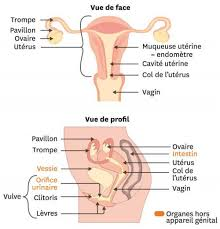 Vue de face
Trompe
Pavillon
Ovaire
Utérus
Muqueuse utérine
= endomètre
Cavité utérine
Col de l'utérus
Vagin
Vue de profil
Pavillon
Trompe
Vessie
Orifice
urinaire
Vulve
Clitoris
Lèvres
Ovaire
Intestin
Utérus
Col de
l'utérus
Vagin
Organes hors
appareil génital